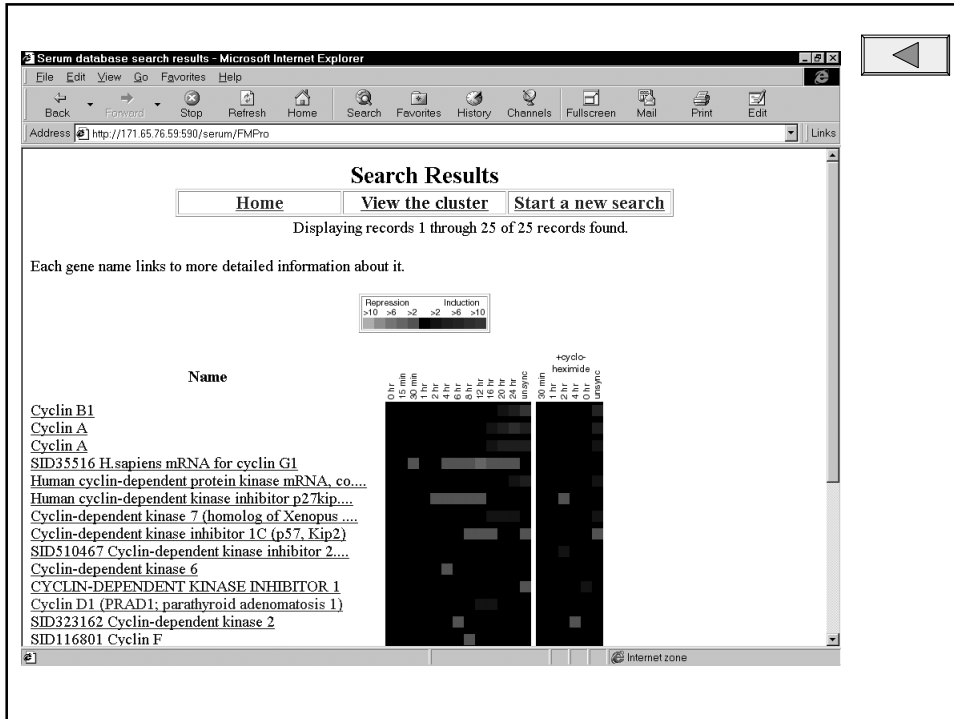 Serum database search results - Microsoft Internet Explorer
File Edit View Go Favorites Help
Back Forward Stop Refresh Home Search Favorites History Channels Fullscreen Mail Print Edit
Address http://171.65.76.59:590/serum/FMPro Links
Search Results
Home View the cluster Start a new search
Displaying records 1 through 25 of 25 records found.
Each gene name links to more detailed information about it.
Repression Induction
>10 >6 >2 >2 >6 >10
+cyclo-
heximide
Name 0 hr 15 min 30 min 1 hr 2 hr 4 hr 6 hr 8 hr 12 hr 16 hr 20 hr 24 hr unsync 30 min 1 hr 2 hr 4 hr 0 hr unsync
Cyclin B1
Cyclin A
Cyclin A
SID35516 H.sapiens mRNA for cyclin G1
Human cyclin-dependent protein kinase mRNA, co....
Human cyclin-dependent kinase inhibitor p27kip....
Cyclin-dependent kinase 7 (homolog of Xenopus ....
Cyclin-dependent kinase inhibitor 1C (p57, Kip2)
SID510467 Cyclin-dependent kinase inhibitor 2....
Cyclin-dependent kinase 6
CYCLIN-DEPENDENT KINASE INHIBITOR 1
Cyclin D1 (PRAD1; parathyroid adenomatosis 1)
SID323162 Cyclin-dependent kinase 2
SID116801 Cyclin F
Internet zone